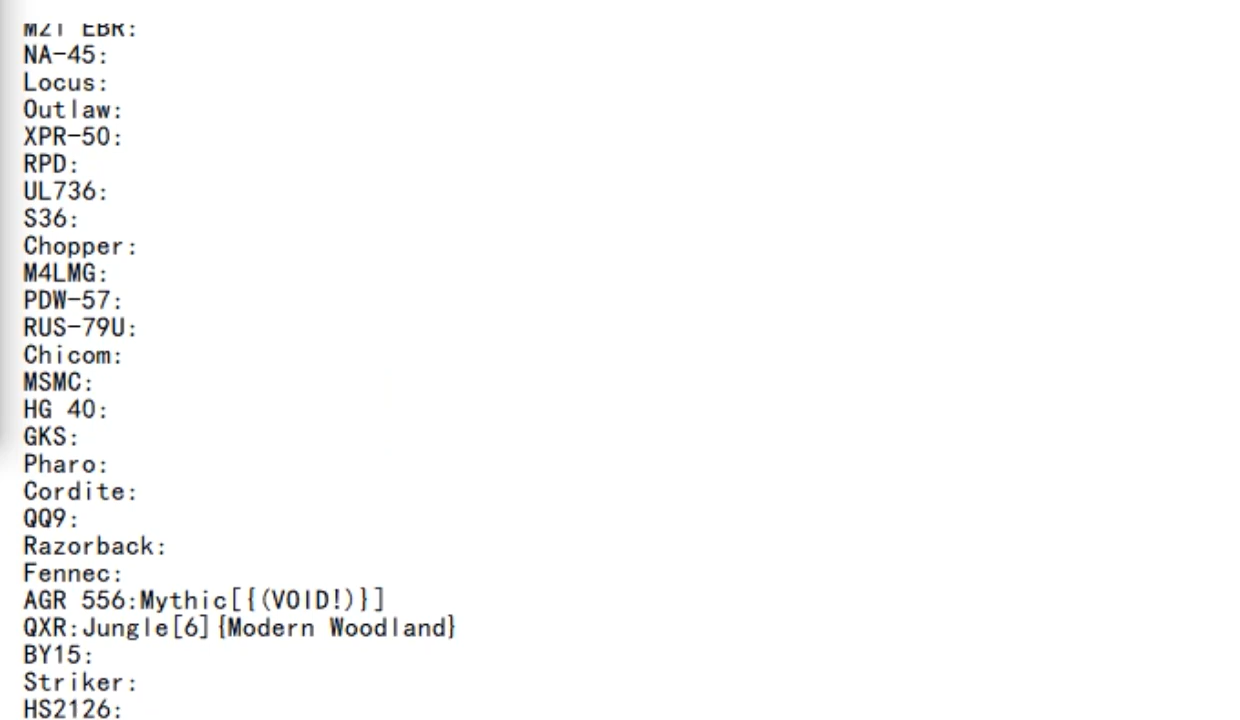 EBR:
NA-45:
Locus:
Outlaw:
XPR-50:
RPD:
UL736:
S36:
Chopper:
M4LMG:
PDW-57:
RUS-79U:
Chicom:
MSMC:
HG 40:
GKS:
Pharo:
Cordite:
QQ9:
Razorback:
Fennec:
AGR 556:Mythic[{(VOID!)}]
QXR:Jungle[6]{Modern Woodland}
BY15:
Striker:
HS2126: